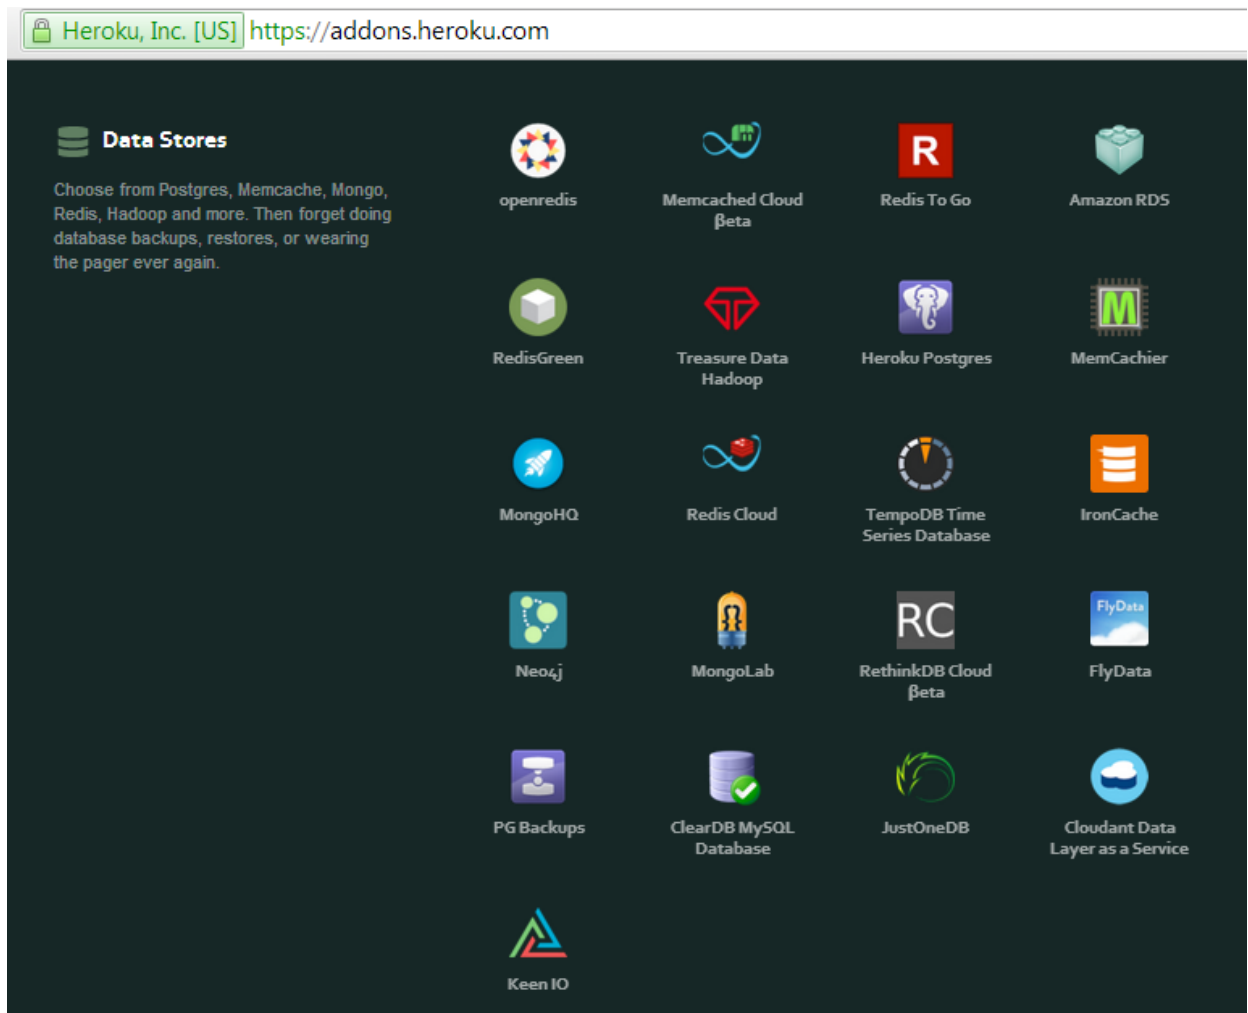 Heroku, Inc. [US] https://addons.heroku.com
Data Stores
Choose from Postgres, Memcache, Mongo,
Redis, Hadoop and more. Then forget doing
database backups, restores, or wearing
the pager ever again.
openredis
Memcached Cloud
βeta
R
Redis To Go
Amazon RDS
RedisGreen
Treasure Data
Hadoop
Heroku Postgres
M
MemCachier
MongoHQ
Redis Cloud
TempoDB Time
Series Database
IronCache
Neo4j
MongoLab
RC
RethinkDB Cloud
βeta
FlyData
FlyData
PG Backups
ClearDB MySQL
Database
JustOneDB
Cloudant Data
Layer as a Service
Keen IO